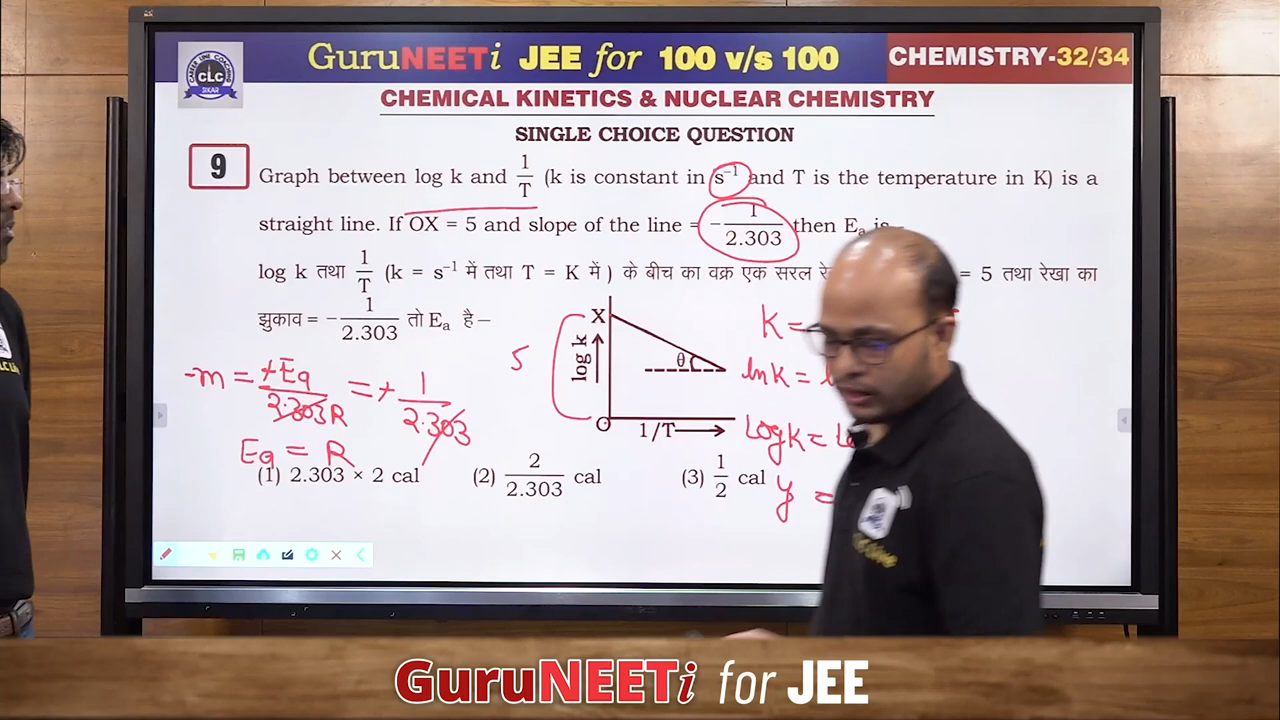 GuruNEETi JEE for 100 v/s 100
CHEMISTRY-32/34
CLC
SIKAR
CHEMICAL KINETICS & NUCLEAR CHEMISTRY
SINGLE CHOICE QUESTION
9
Graph between log k and 1/T (k is constant in s⁻¹ and T is the temperature in K) is a
straight line. If OX = 5 and slope of the line = -1/2.303 then Eₐ is-
log k तथा 1/T (k = s⁻¹ में तथा T = K में) के बीच का वक्र एक सरल = 5 तथा रेखा का
झुकाव = -1/2.303 तो Eₐ है–
X
log k
θ
O
1/T
5
K =
lnK =
logK =
y =
-m = +Ea/2.303R = + 1/2.303
Ea = R
(1) 2.303 × 2 cal
(2) 2/2.303 cal
(3) 1/2 cal
GuruNEETi for JEE